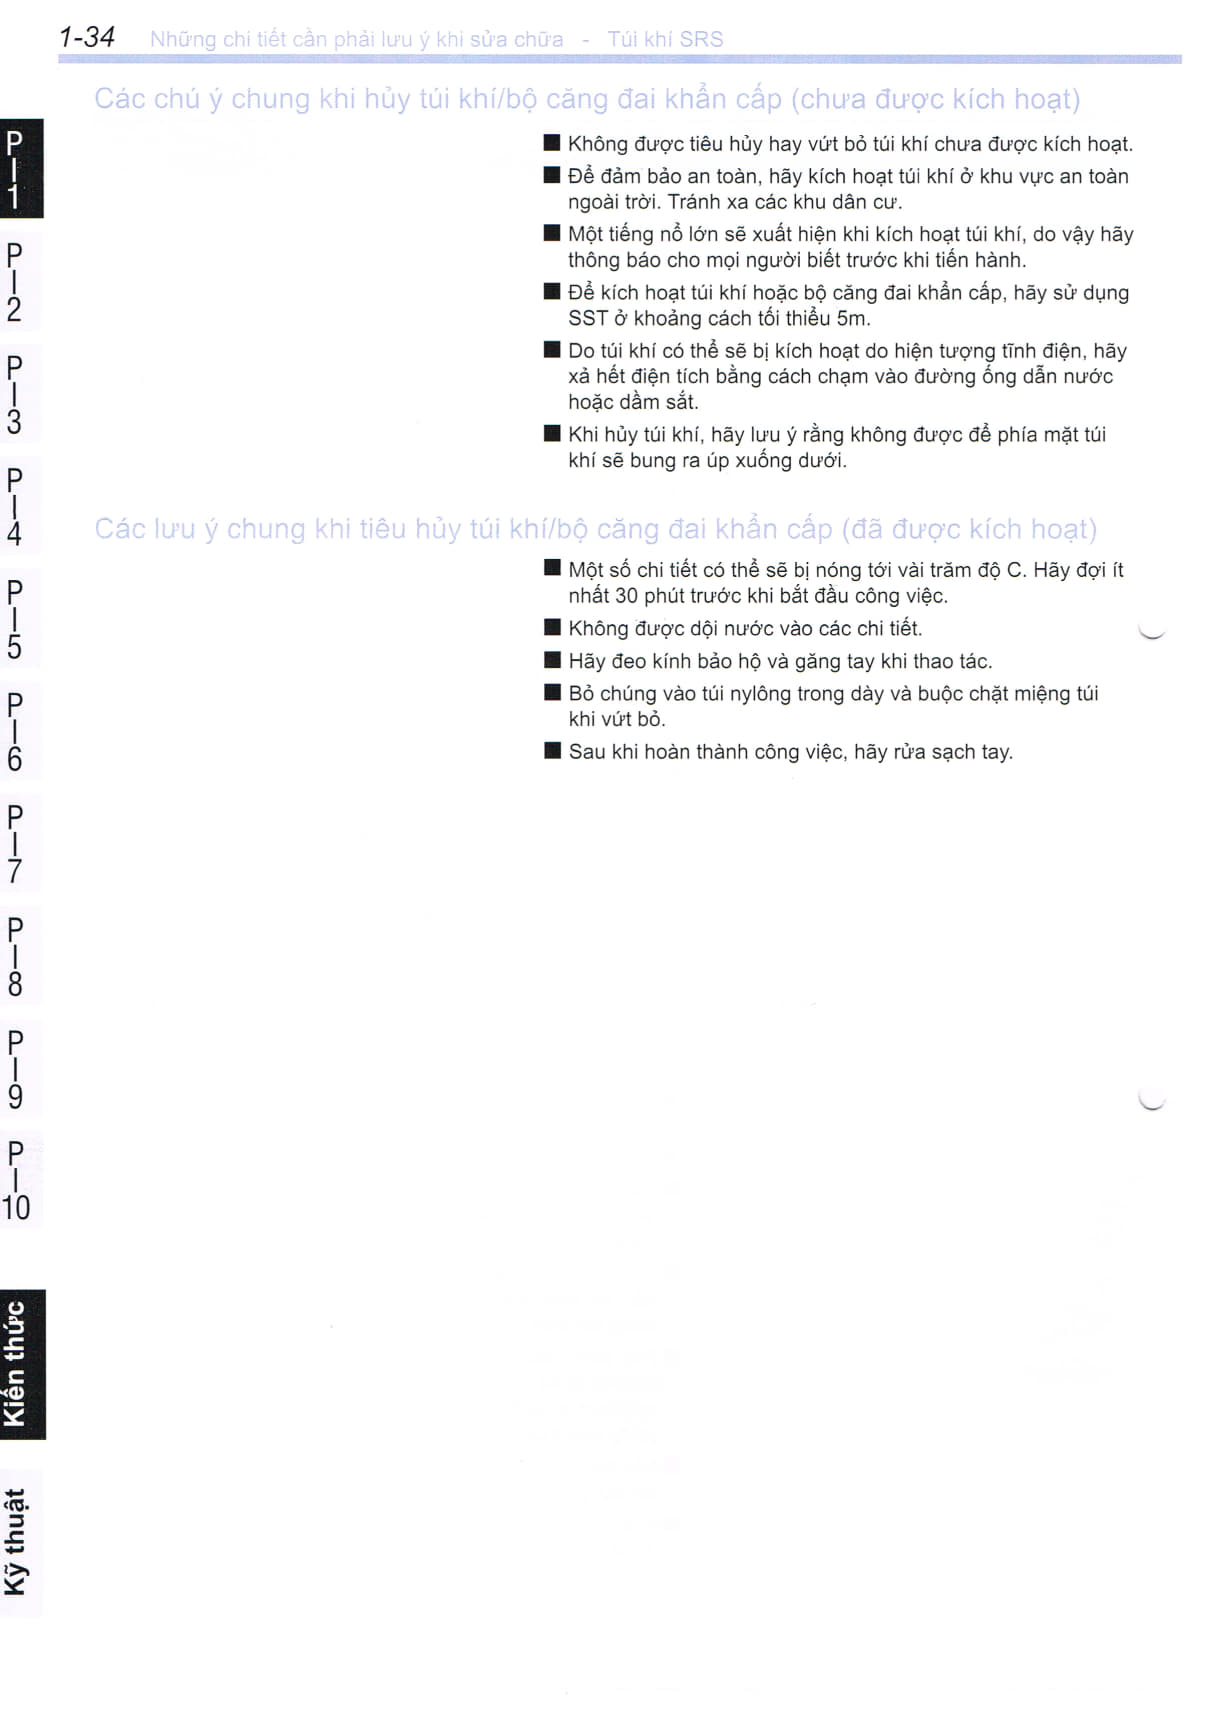 1-34 Những chi tiết cần phải lưu ý khi sửa chữa - Túi khí SRS
Các chú ý chung khi hủy túi khí/bộ căng đai khẩn cấp (chưa được kích hoạt)
■ Không được tiêu hủy hay vứt bỏ túi khí chưa được kích hoạt.
■ Để đảm bảo an toàn, hãy kích hoạt túi khí ở khu vực an toàn
ngoài trời. Tránh xa các khu dân cư.
■ Một tiếng nổ lớn sẽ xuất hiện khi kích hoạt túi khí, do vậy hãy
thông báo cho mọi người biết trước khi tiến hành.
■ Để kích hoạt túi khí hoặc bộ căng đai khẩn cấp, hãy sử dụng
SST ở khoảng cách tối thiểu 5m.
■ Do túi khí có thể sẽ bị kích hoạt do hiện tượng tĩnh điện, hãy
xả hết điện tích bằng cách chạm vào đường ống dẫn nước
hoặc dầm sắt.
■ Khi hủy túi khí, hãy lưu ý rằng không được để phía mặt túi
khí sẽ bung ra úp xuống dưới.
Các lưu ý chung khi tiêu hủy túi khí/bộ căng đai khẩn cấp (đã được kích hoạt)
■ Một số chi tiết có thể sẽ bị nóng tới vài trăm độ C. Hãy đợi ít
nhất 30 phút trước khi bắt đầu công việc.
■ Không được dội nước vào các chi tiết.
■ Hãy đeo kính bảo hộ và găng tay khi thao tác.
■ Bỏ chúng vào túi nylông trong dày và buộc chặt miệng túi
khi vứt bỏ.
■ Sau khi hoàn thành công việc, hãy rửa sạch tay.
P
|
1
P
|
2
P
|
3
P
|
4
P
|
5
P
|
6
P
|
7
P
|
8
P
|
9
P
|
10
Kiến thức
Kỹ thuật